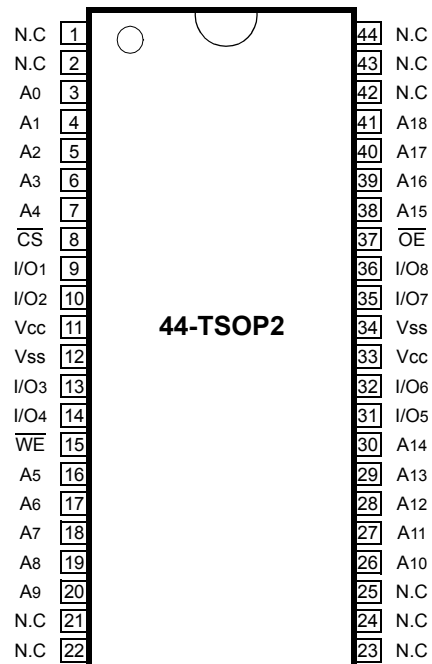 N.C 1 44 N.C
N.C 2 43 N.C
A0 3 42 N.C
A1 4 41 A18
A2 5 40 A17
A3 6 39 A16
A4 7 38 A15
C̅S̅ 8 37 O̅E̅
I/O1 9 36 I/O8
I/O2 10 35 I/O7
Vcc 11 44-TSOP2 34 Vss
Vss 12 33 Vcc
I/O3 13 32 I/O6
I/O4 14 31 I/O5
W̅E̅ 15 30 A14
A5 16 29 A13
A6 17 28 A12
A7 18 27 A11
A8 19 26 A10
A9 20 25 N.C
N.C 21 24 N.C
N.C 22 23 N.C